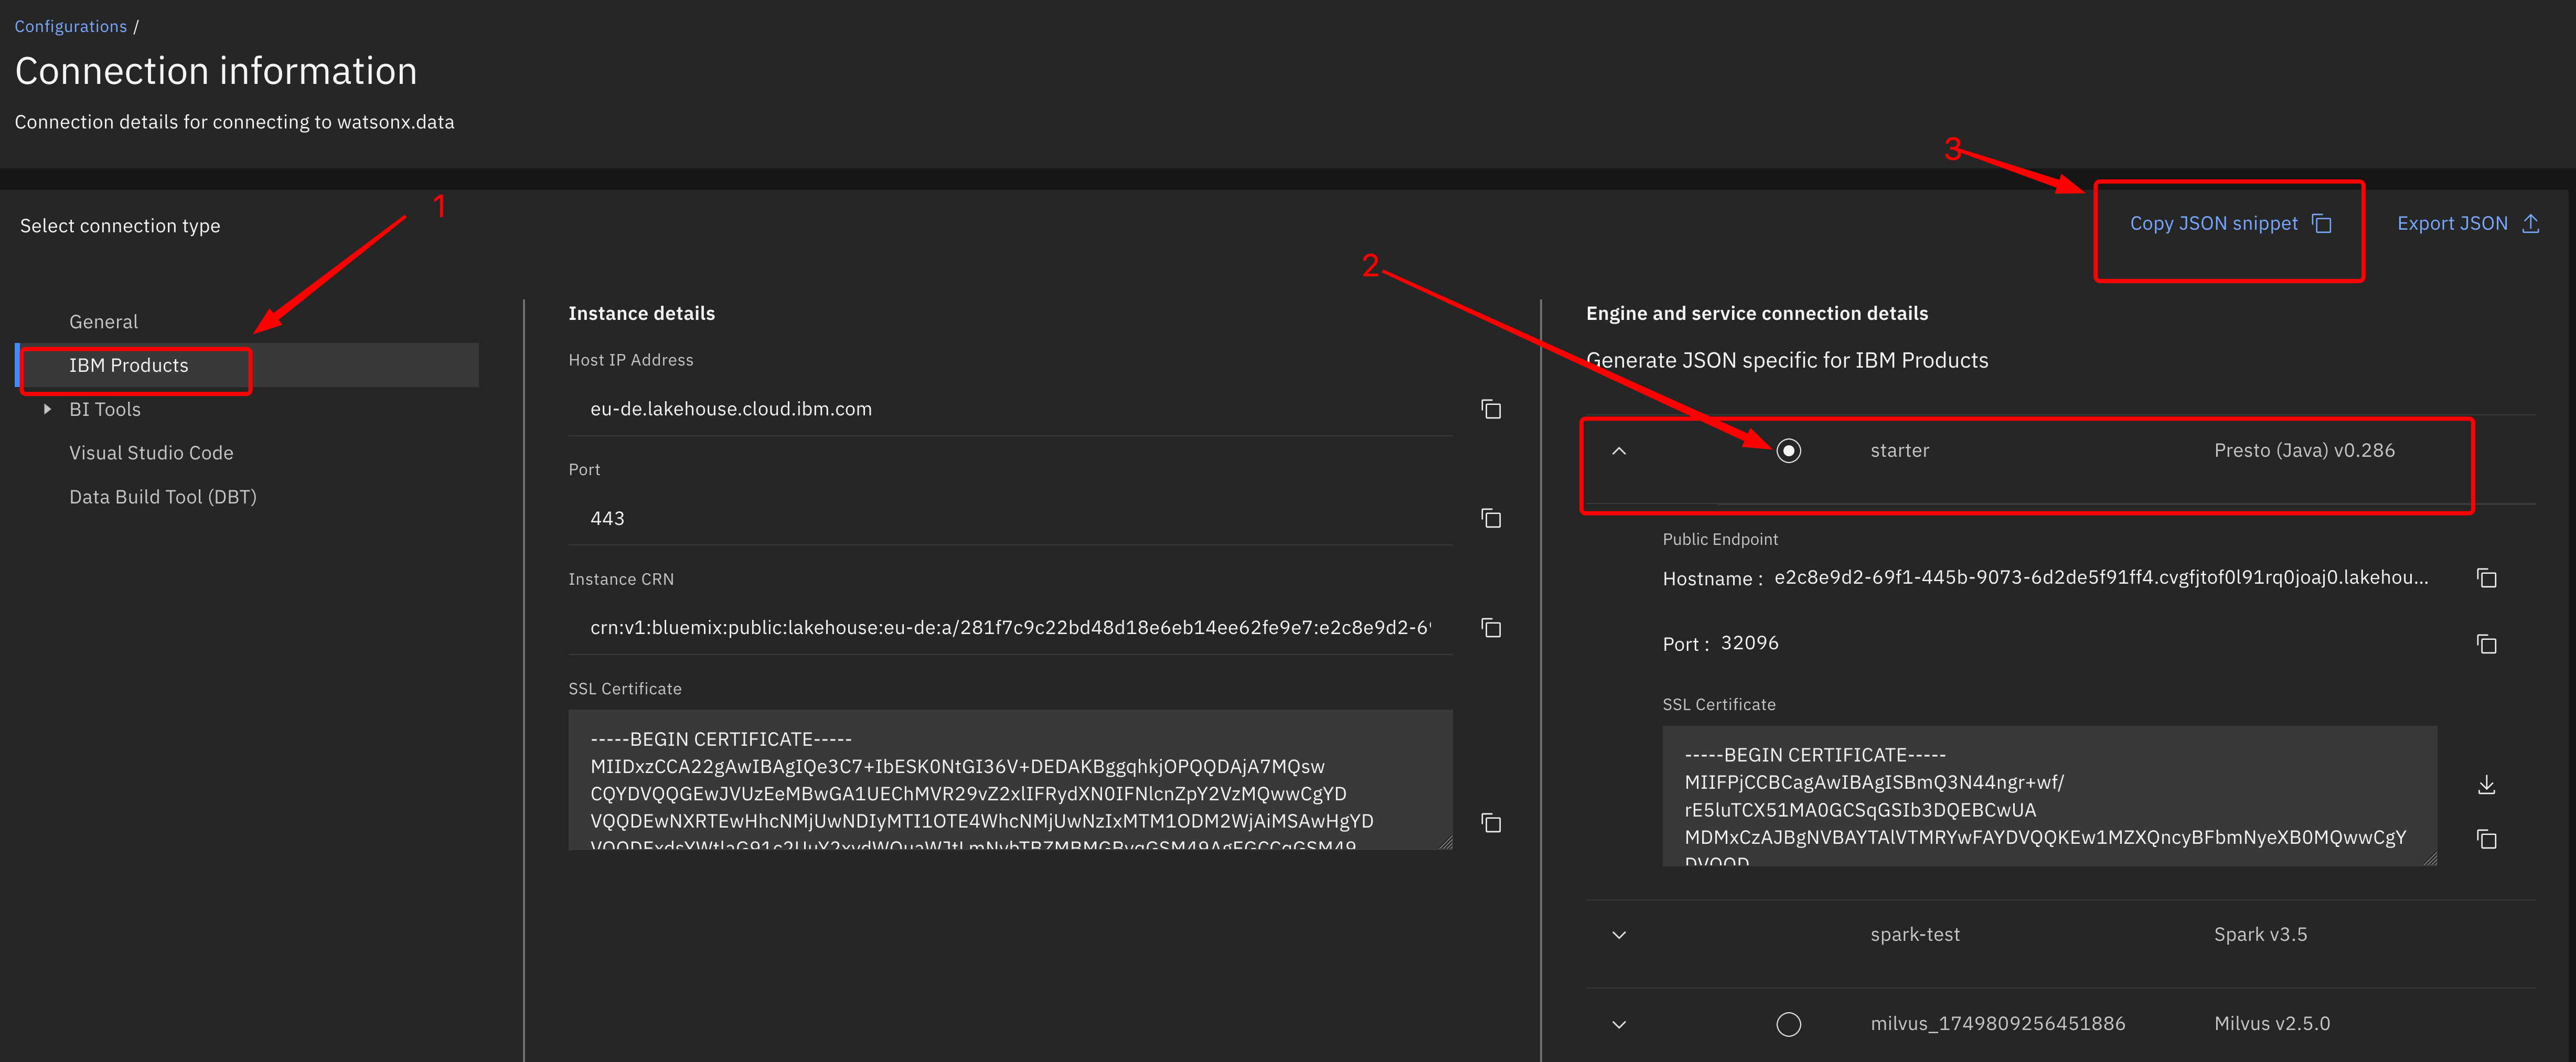 Configurations /
Connection information
Connection details for connecting to watsonx.data
1
2
3
Select connection type
Copy JSON snippet
Export JSON
General
IBM Products
BI Tools
Visual Studio Code
Data Build Tool (DBT)
Instance details
Host IP Address
eu-de.lakehouse.cloud.ibm.com
Port
443
Instance CRN
crn:v1:bluemix:public:lakehouse:eu-de:a/281f7c9c22bd48d18e6eb14ee62fe9e7:e2c8e9d2-6
SSL Certificate
-----BEGIN CERTIFICATE-----
MIIDxzCCA22gAwIBAgIQe3C7+IbESK0NtGI36V+DEDAKBggqhkjOPQQDAjA7MQsw
CQYDVQQGEwJVUzEeMBwGA1UEChMVR29vZ2xlIFRydXN0IFNlcnZpY2VzMQwwCgYD
VQQDEwNXRTEwHhcNMjUwNDIyMTI1OTE4WhcNMjUwNzIxMTM1ODM2WjAiMSAwHgYD
Engine and service connection details
Generate JSON specific for IBM Products
starter
Presto (Java) v0.286
Public Endpoint
Hostname : e2c8e9d2-69f1-445b-9073-6d2de5f91ff4.cvgfjtof0l91rq0joaj0.lakehou...
Port : 32096
SSL Certificate
-----BEGIN CERTIFICATE-----
MIIFPjCCBCagAwIBAgISBmQ3N44ngr+wf/
rE5luTCX51MA0GCSqGSIb3DQEBCwUA
MDMxCzAJBgNVBAYTAlVTMRYwFAYDVQQKEw1MZXQncyBFbmNyeXB0MQwwCgY
DVQQD
spark-test
Spark v3.5
milvus_1749809256451886
Milvus v2.5.0